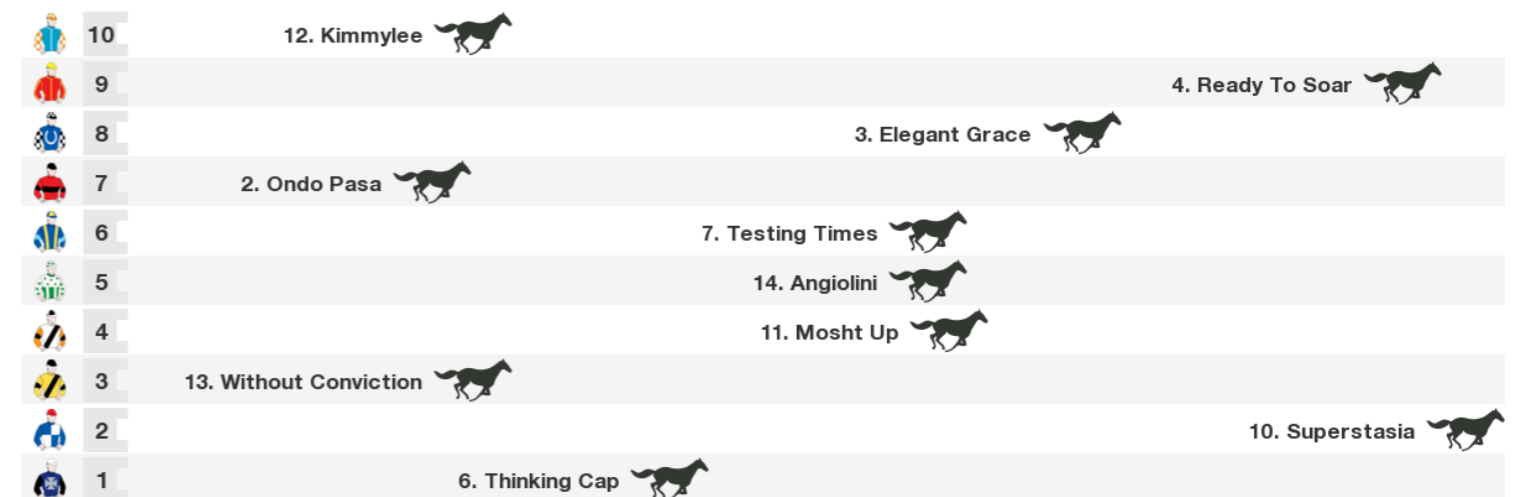 10 12. Kimmylee
9 4. Ready To Soar
8 3. Elegant Grace
7 2. Ondo Pasa
6 7. Testing Times
5 14. Angiolini
4 11. Mosht Up
3 13. Without Conviction
2 10. Superstasia
1 6. Thinking Cap